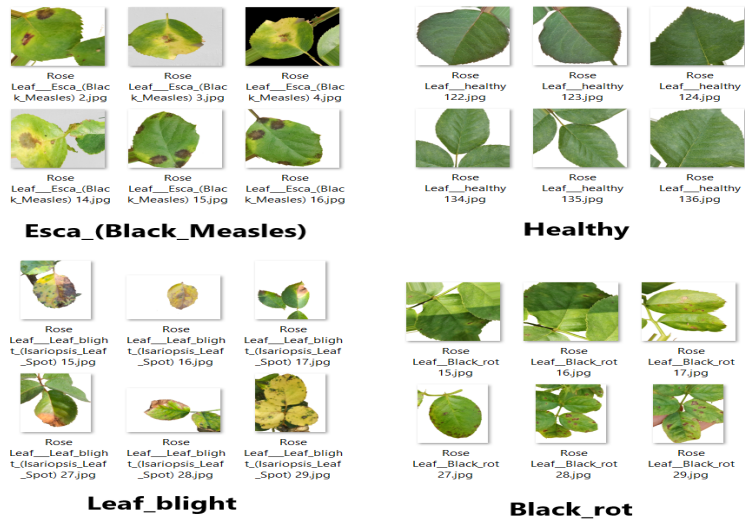 Rose
Leaf___Esca_(Blac
k_Measles) 2.jpg
Rose
Leaf___Esca_(Blac
k_Measles) 3.jpg
Rose
Leaf___Esca_(Blac
k_Measles) 4.jpg
Rose
Leaf___Esca_(Blac
k_Measles) 14.jpg
Rose
Leaf___Esca_(Blac
k_Measles) 15.jpg
Rose
Leaf___Esca_(Blac
k_Measles) 16.jpg
Esca_(Black_Measles)
Rose
Leaf___healthy
122.jpg
Rose
Leaf___healthy
123.jpg
Rose
Leaf___healthy
124.jpg
Rose
Leaf___healthy
134.jpg
Rose
Leaf___healthy
135.jpg
Rose
Leaf___healthy
136.jpg
Healthy
Rose
Leaf___Leaf_bligh
t_(Isariopsis_Leaf
_Spot) 15.jpg
Rose
Leaf___Leaf_bligh
t_(Isariopsis_Leaf
_Spot) 16.jpg
Rose
Leaf___Leaf_bligh
t_(Isariopsis_Leaf
_Spot) 17.jpg
Rose
Leaf___Leaf_bligh
t_(Isariopsis_Leaf
_Spot) 27.jpg
Rose
Leaf___Leaf_bligh
t_(Isariopsis_Leaf
_Spot) 28.jpg
Rose
Leaf___Leaf_bligh
t_(Isariopsis_Leaf
_Spot) 29.jpg
Leaf_blight
Rose
Leaf__Black_rot
15.jpg
Rose
Leaf__Black_rot
16.jpg
Rose
Leaf__Black_rot
17.jpg
Rose
Leaf__Black_rot
27.jpg
Rose
Leaf__Black_rot
28.jpg
Rose
Leaf__Black_rot
29.jpg
Black_rot